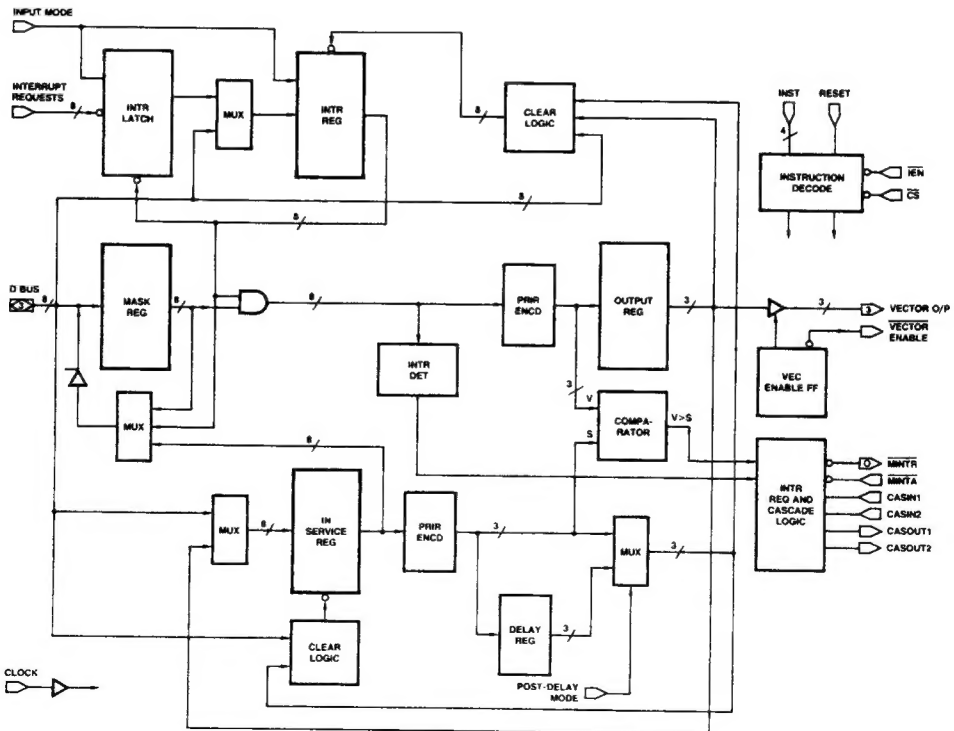 INPUT MODE
INTERRUPT
REQUESTS
8
INTR
LATCH
MUX
INTR
REG
8
CLEAR
LOGIC
INST
RESET
4
INSTRUCTION
DECODE
IEN
CS
8
8
D BUS
3
8
MASK
REG
8
8
PRIR
ENCD
OUTPUT
REG
3
3
3
VECTOR O/P
VECTOR
ENABLE
VEC
ENABLE FF
INTR
DET
3
V
S
COMPA-
RATOR
V>S
MUX
8
MUX
8
IN
SERVICE
REG
PRIR
ENCD
3
MUX
3
INTR
REQ AND
CASCADE
LOGIC
MINTR
MINTA
CASIN1
CASIN2
CASOUT1
CASOUT2
DELAY
REG
3
CLEAR
LOGIC
POST-DELAY
MODE
CLOCK